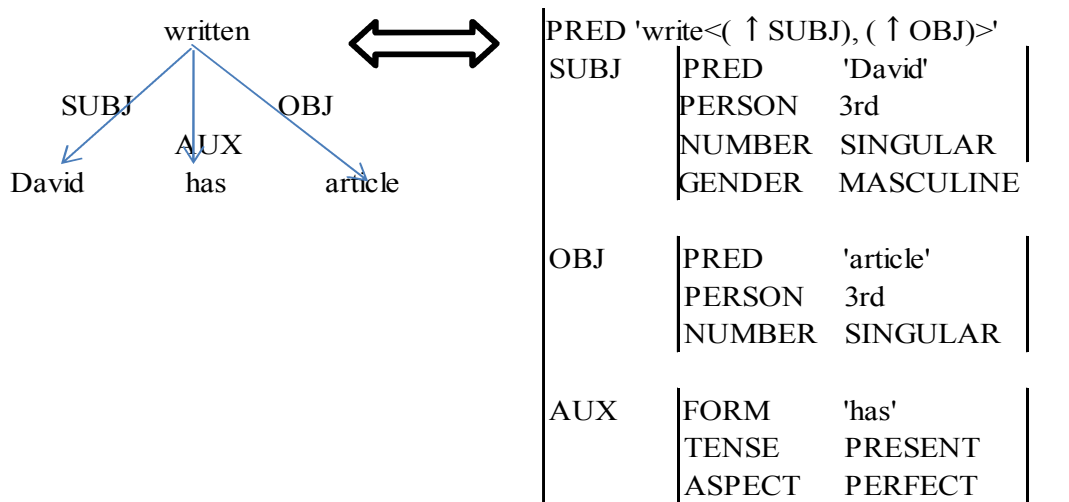 written
SUBJ OBJ
AUX
David has article
PRED 'write<( ↑ SUBJ), ( ↑ OBJ)>'
SUBJ PRED 'David'
PERSON 3rd
NUMBER SINGULAR
GENDER MASCULINE
OBJ PRED 'article'
PERSON 3rd
NUMBER SINGULAR
AUX FORM 'has'
TENSE PRESENT
ASPECT PERFECT